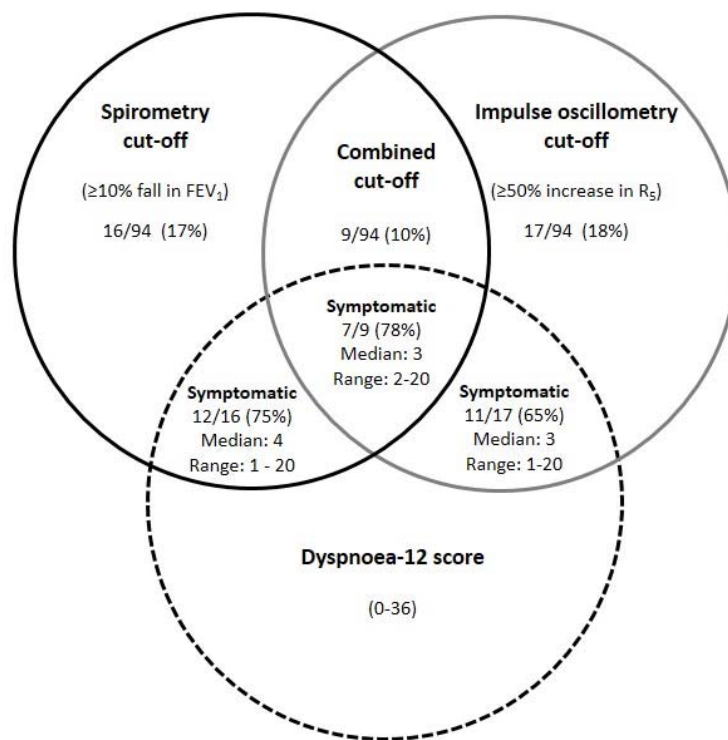 Spirometry
cut-off
(≥10% fall in FEV₁)
16/94 (17%)
Combined
cut-off
9/94 (10%)
Impulse oscillometry
cut-off
(≥50% increase in R₅)
17/94 (18%)
Symptomatic
7/9 (78%)
Median: 3
Range: 2-20
Symptomatic
12/16 (75%)
Median: 4
Range: 1 - 20
Symptomatic
11/17 (65%)
Median: 3
Range: 1-20
Dyspnoea-12 score
(0-36)